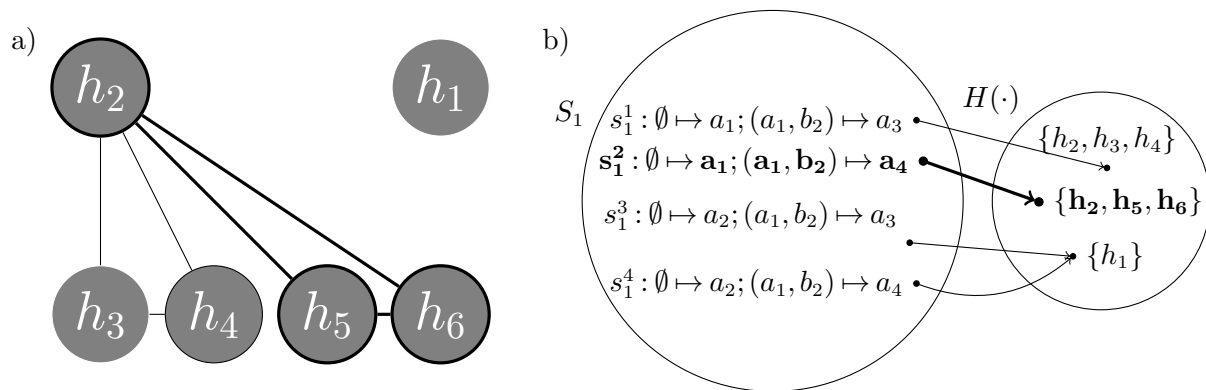 a)
h₂
h₁
h₃
h₄
h₅
h₆
b)
S₁
H(·)
s₁¹ : ∅ ↦ a₁; (a₁, b₂) ↦ a₃
s₁² : ∅ ↦ a₁; (a₁, b₂) ↦ a₄
s₁³ : ∅ ↦ a₂; (a₁, b₂) ↦ a₃
s₁⁴ : ∅ ↦ a₂; (a₁, b₂) ↦ a₄
{h₂, h₃, h₄}
{h₂, h₅, h₆}
{h₁}